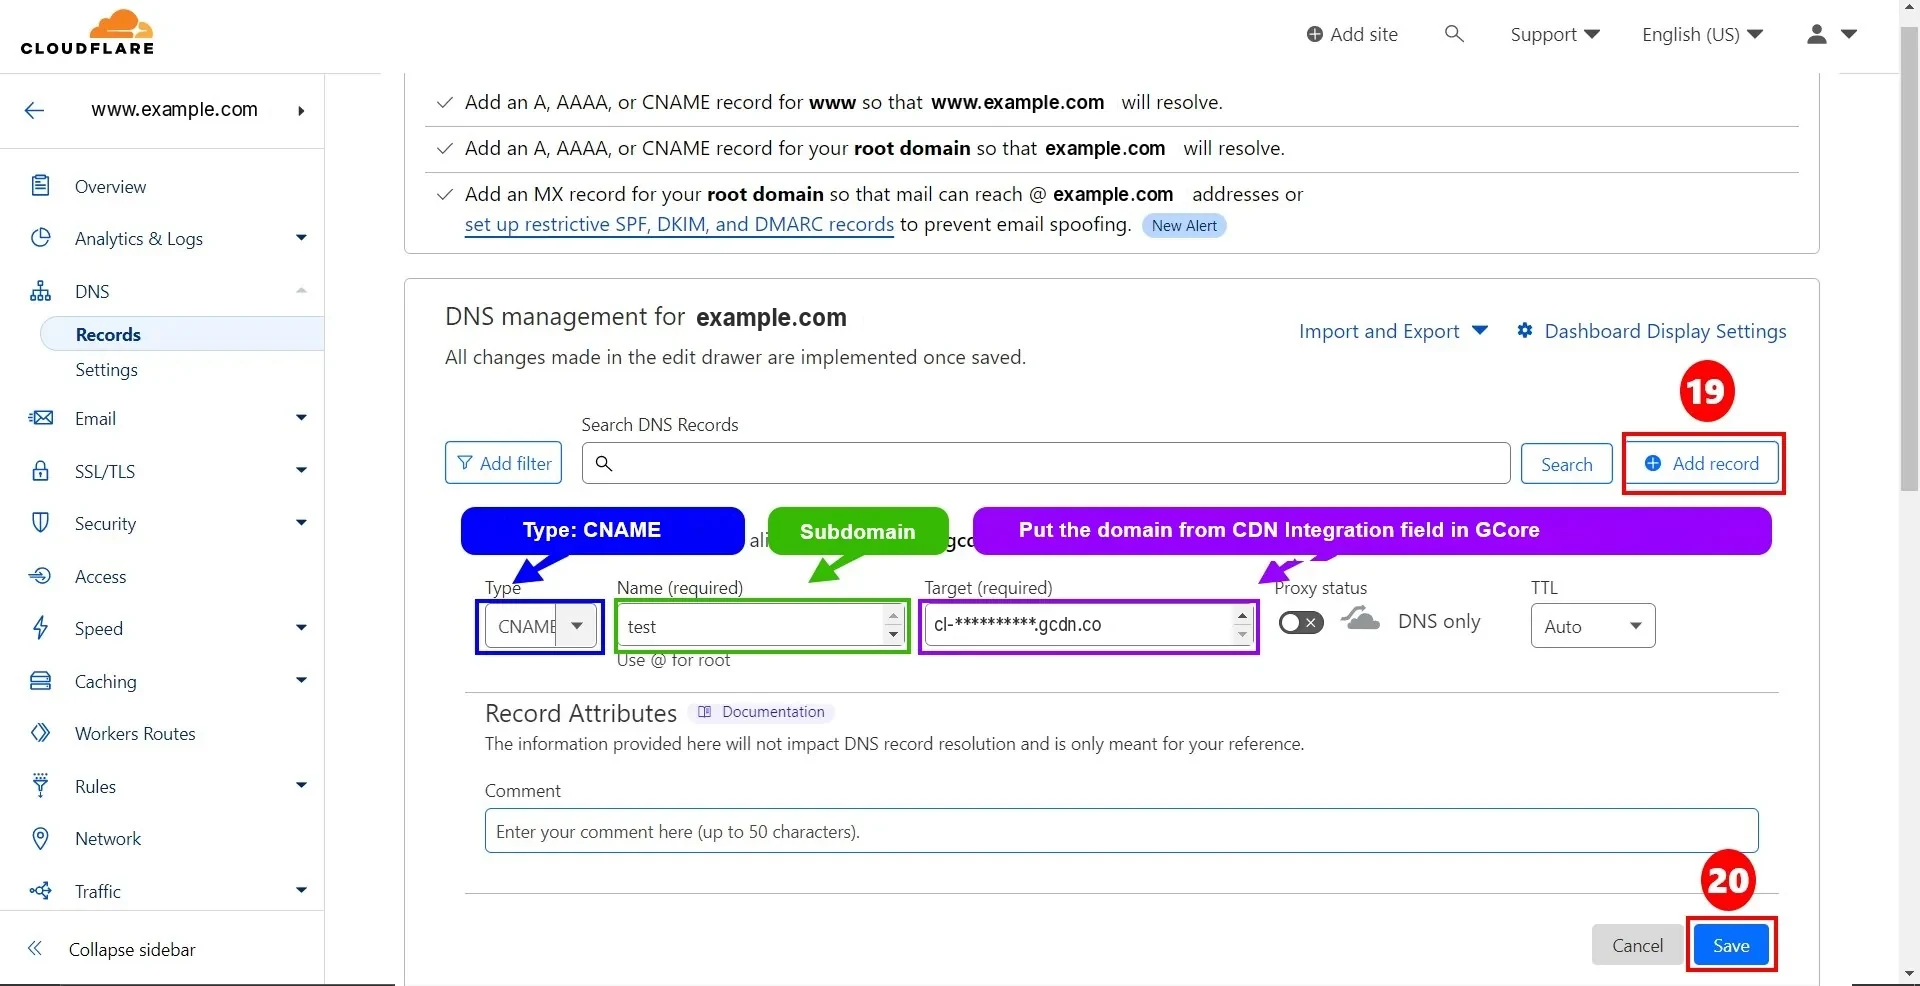 CLOUDFLARE
Add site
Support
English (US)
www.example.com
Overview
Analytics & Logs
DNS
Records
Settings
Email
SSL/TLS
Security
Access
Speed
Caching
Workers Routes
Rules
Network
Traffic
Collapse sidebar
Add an A, AAAA, or CNAME record for www so that www.example.com will resolve.
Add an A, AAAA, or CNAME record for your root domain so that example.com will resolve.
Add an MX record for your root domain so that mail can reach @ example.com addresses or
set up restrictive SPF, DKIM, and DMARC records to prevent email spoofing. New Alert
DNS management for example.com
Import and Export Dashboard Display Settings
All changes made in the edit drawer are implemented once saved.
19
Search DNS Records
Add filter
Search
Add record
Type: CNAME
Subdomain
Put the domain from CDN Integration field in GCore
Type
Name (required)
Target (required)
Proxy status
TTL
CNAME
test
cl-**********.gcdn.co
DNS only
Auto
Use @ for root
Record Attributes Documentation
The information provided here will not impact DNS record resolution and is only meant for your reference.
Comment
Enter your comment here (up to 50 characters).
20
Cancel
Save